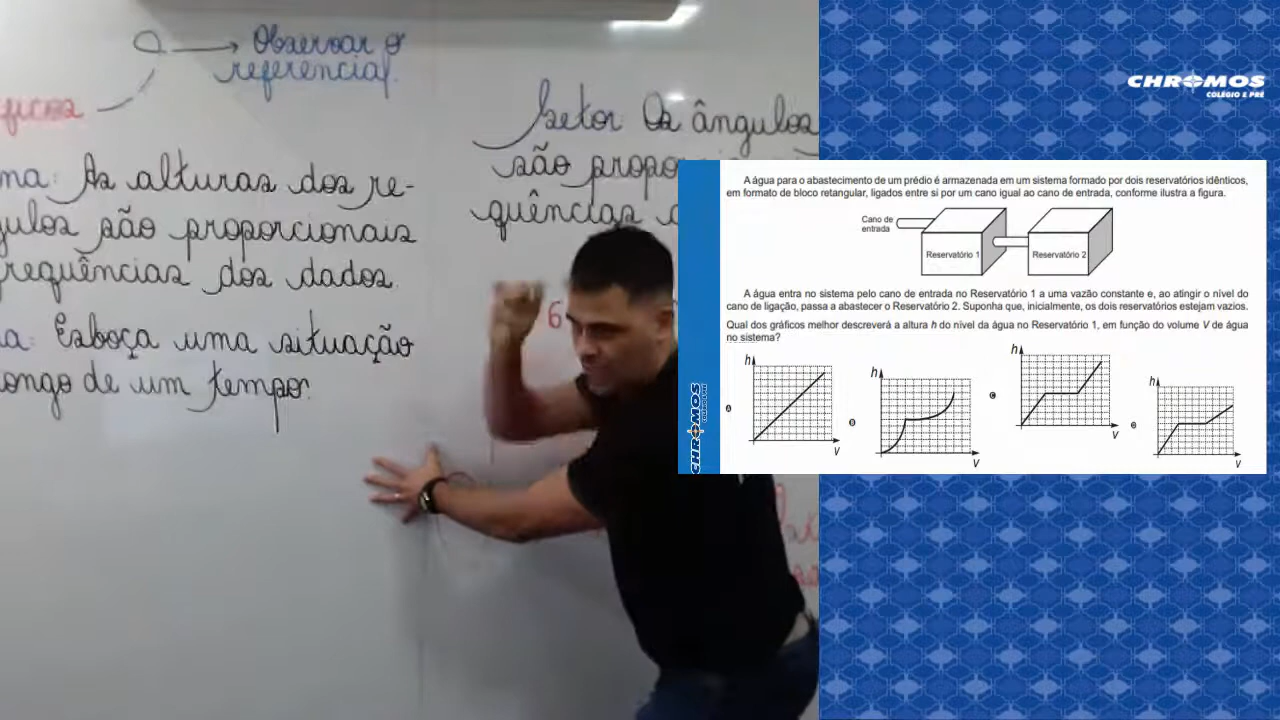 Observar o
referencial.
ficos
ma: As alturas dos re-
gulos são proporcionais
requências dos dados.
a: Esboça uma situação
longo de um tempo.
Setor: Os ângulos
são propor
quências
6
CHROMOS
COLÉGIO E PRÉ
A água para o abastecimento de um prédio é armazenada em um sistema formado por dois reservatórios idênticos,
em formato de bloco retangular, ligados entre si por um cano igual ao cano de entrada, conforme ilustra a figura.
Cano de
entrada
Reservatório 1
Reservatório 2
A água entra no sistema pelo cano de entrada no Reservatório 1 a uma vazão constante e, ao atingir o nível do
cano de ligação, passa a abastecer o Reservatório 2. Suponha que, inicialmente, os dois reservatórios estejam vazios.
Qual dos gráficos melhor descreverá a altura h do nível da água no Reservatório 1, em função do volume V de água
no sistema?
h
V
h
V
h
V
h
V
CHROMOS